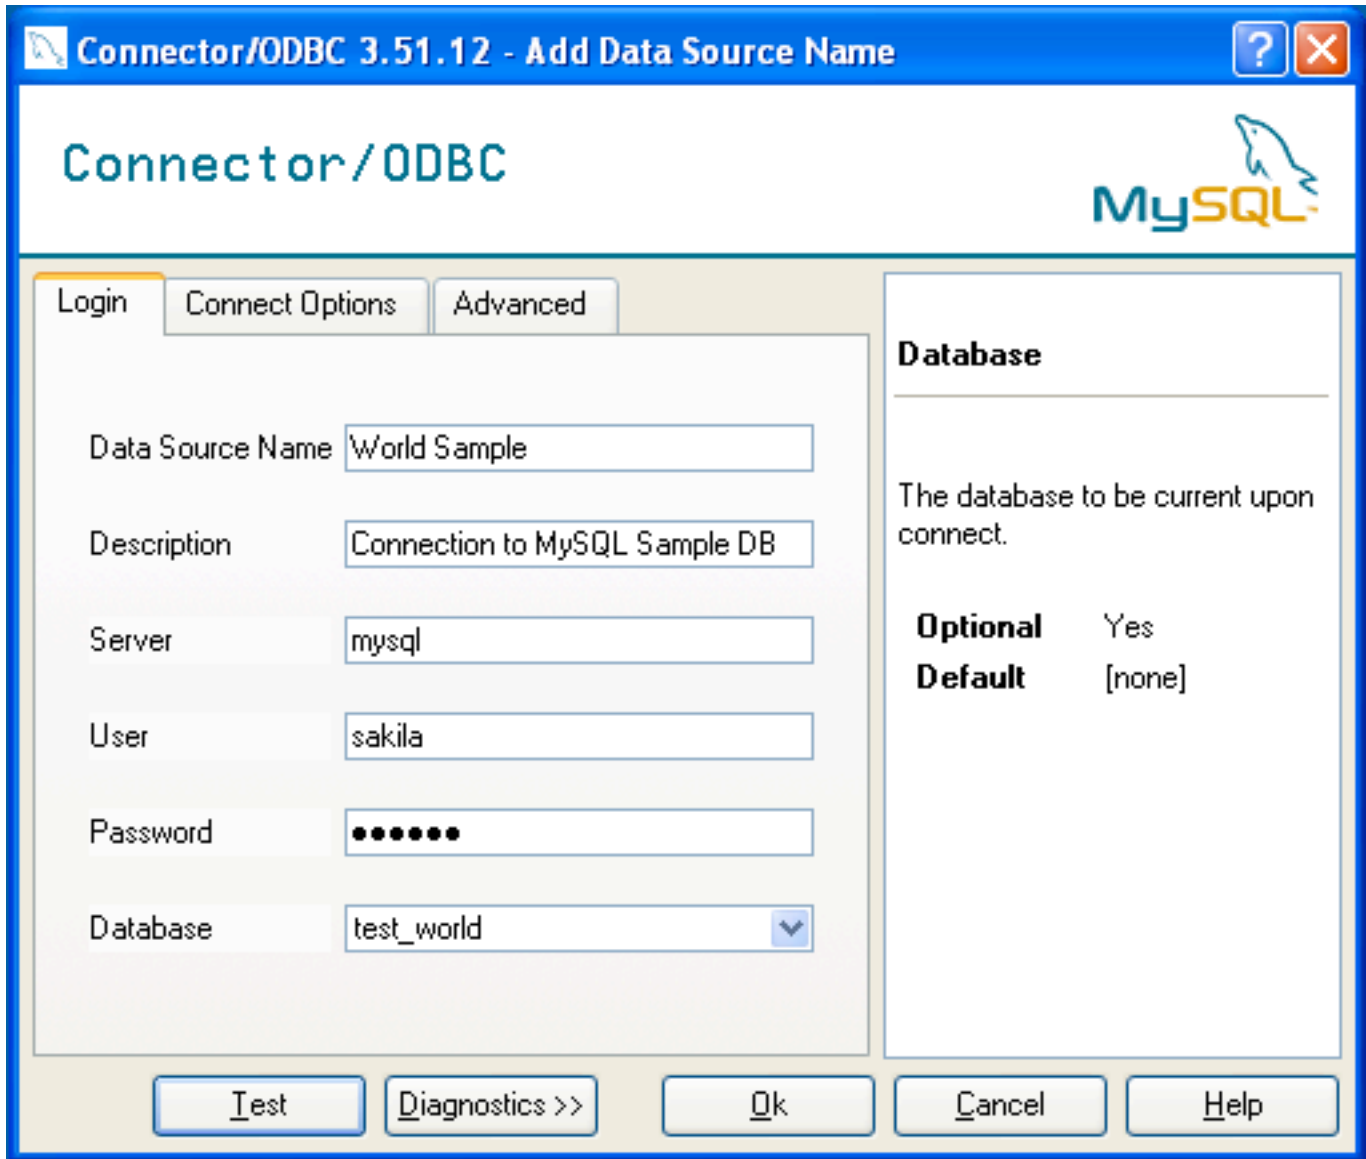 Connector/ODBC 3.51.12 - Add Data Source Name
?
Connector/ODBC
MySQL
Login
Connect Options
Advanced
Data Source Name
World Sample
Description
Connection to MySQL Sample DB
Server
mysql
User
sakila
Password
●●●●●●
Database
test_world
Database
The database to be current upon
connect.
Optional Yes
Default [none]
Test
Diagnostics >>
Ok
Cancel
Help